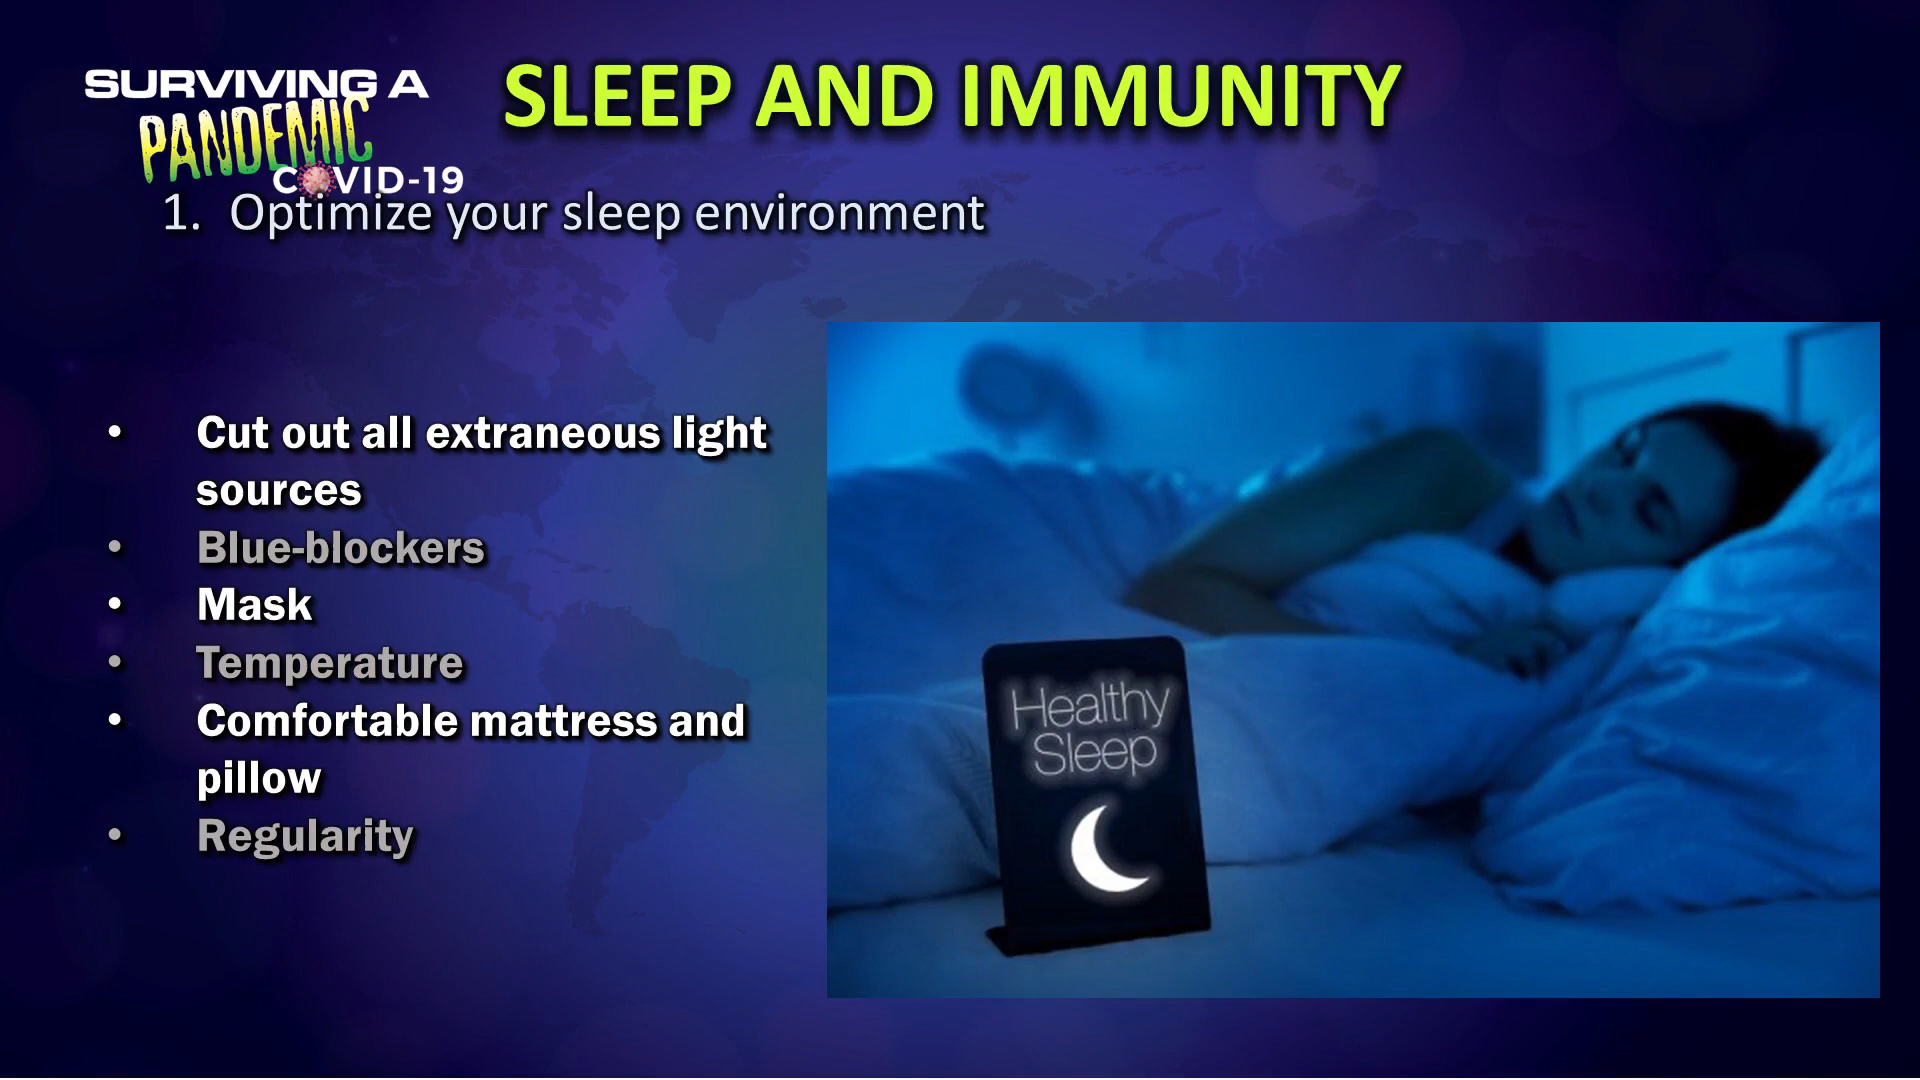 SURVIVING A
PANDEMIC
COVID-19
SLEEP AND IMMUNITY
1. Optimize your sleep environment
• Cut out all extraneous light
sources
• Blue-blockers
• Mask
• Temperature
• Comfortable mattress and
pillow
• Regularity
Healthy
Sleep